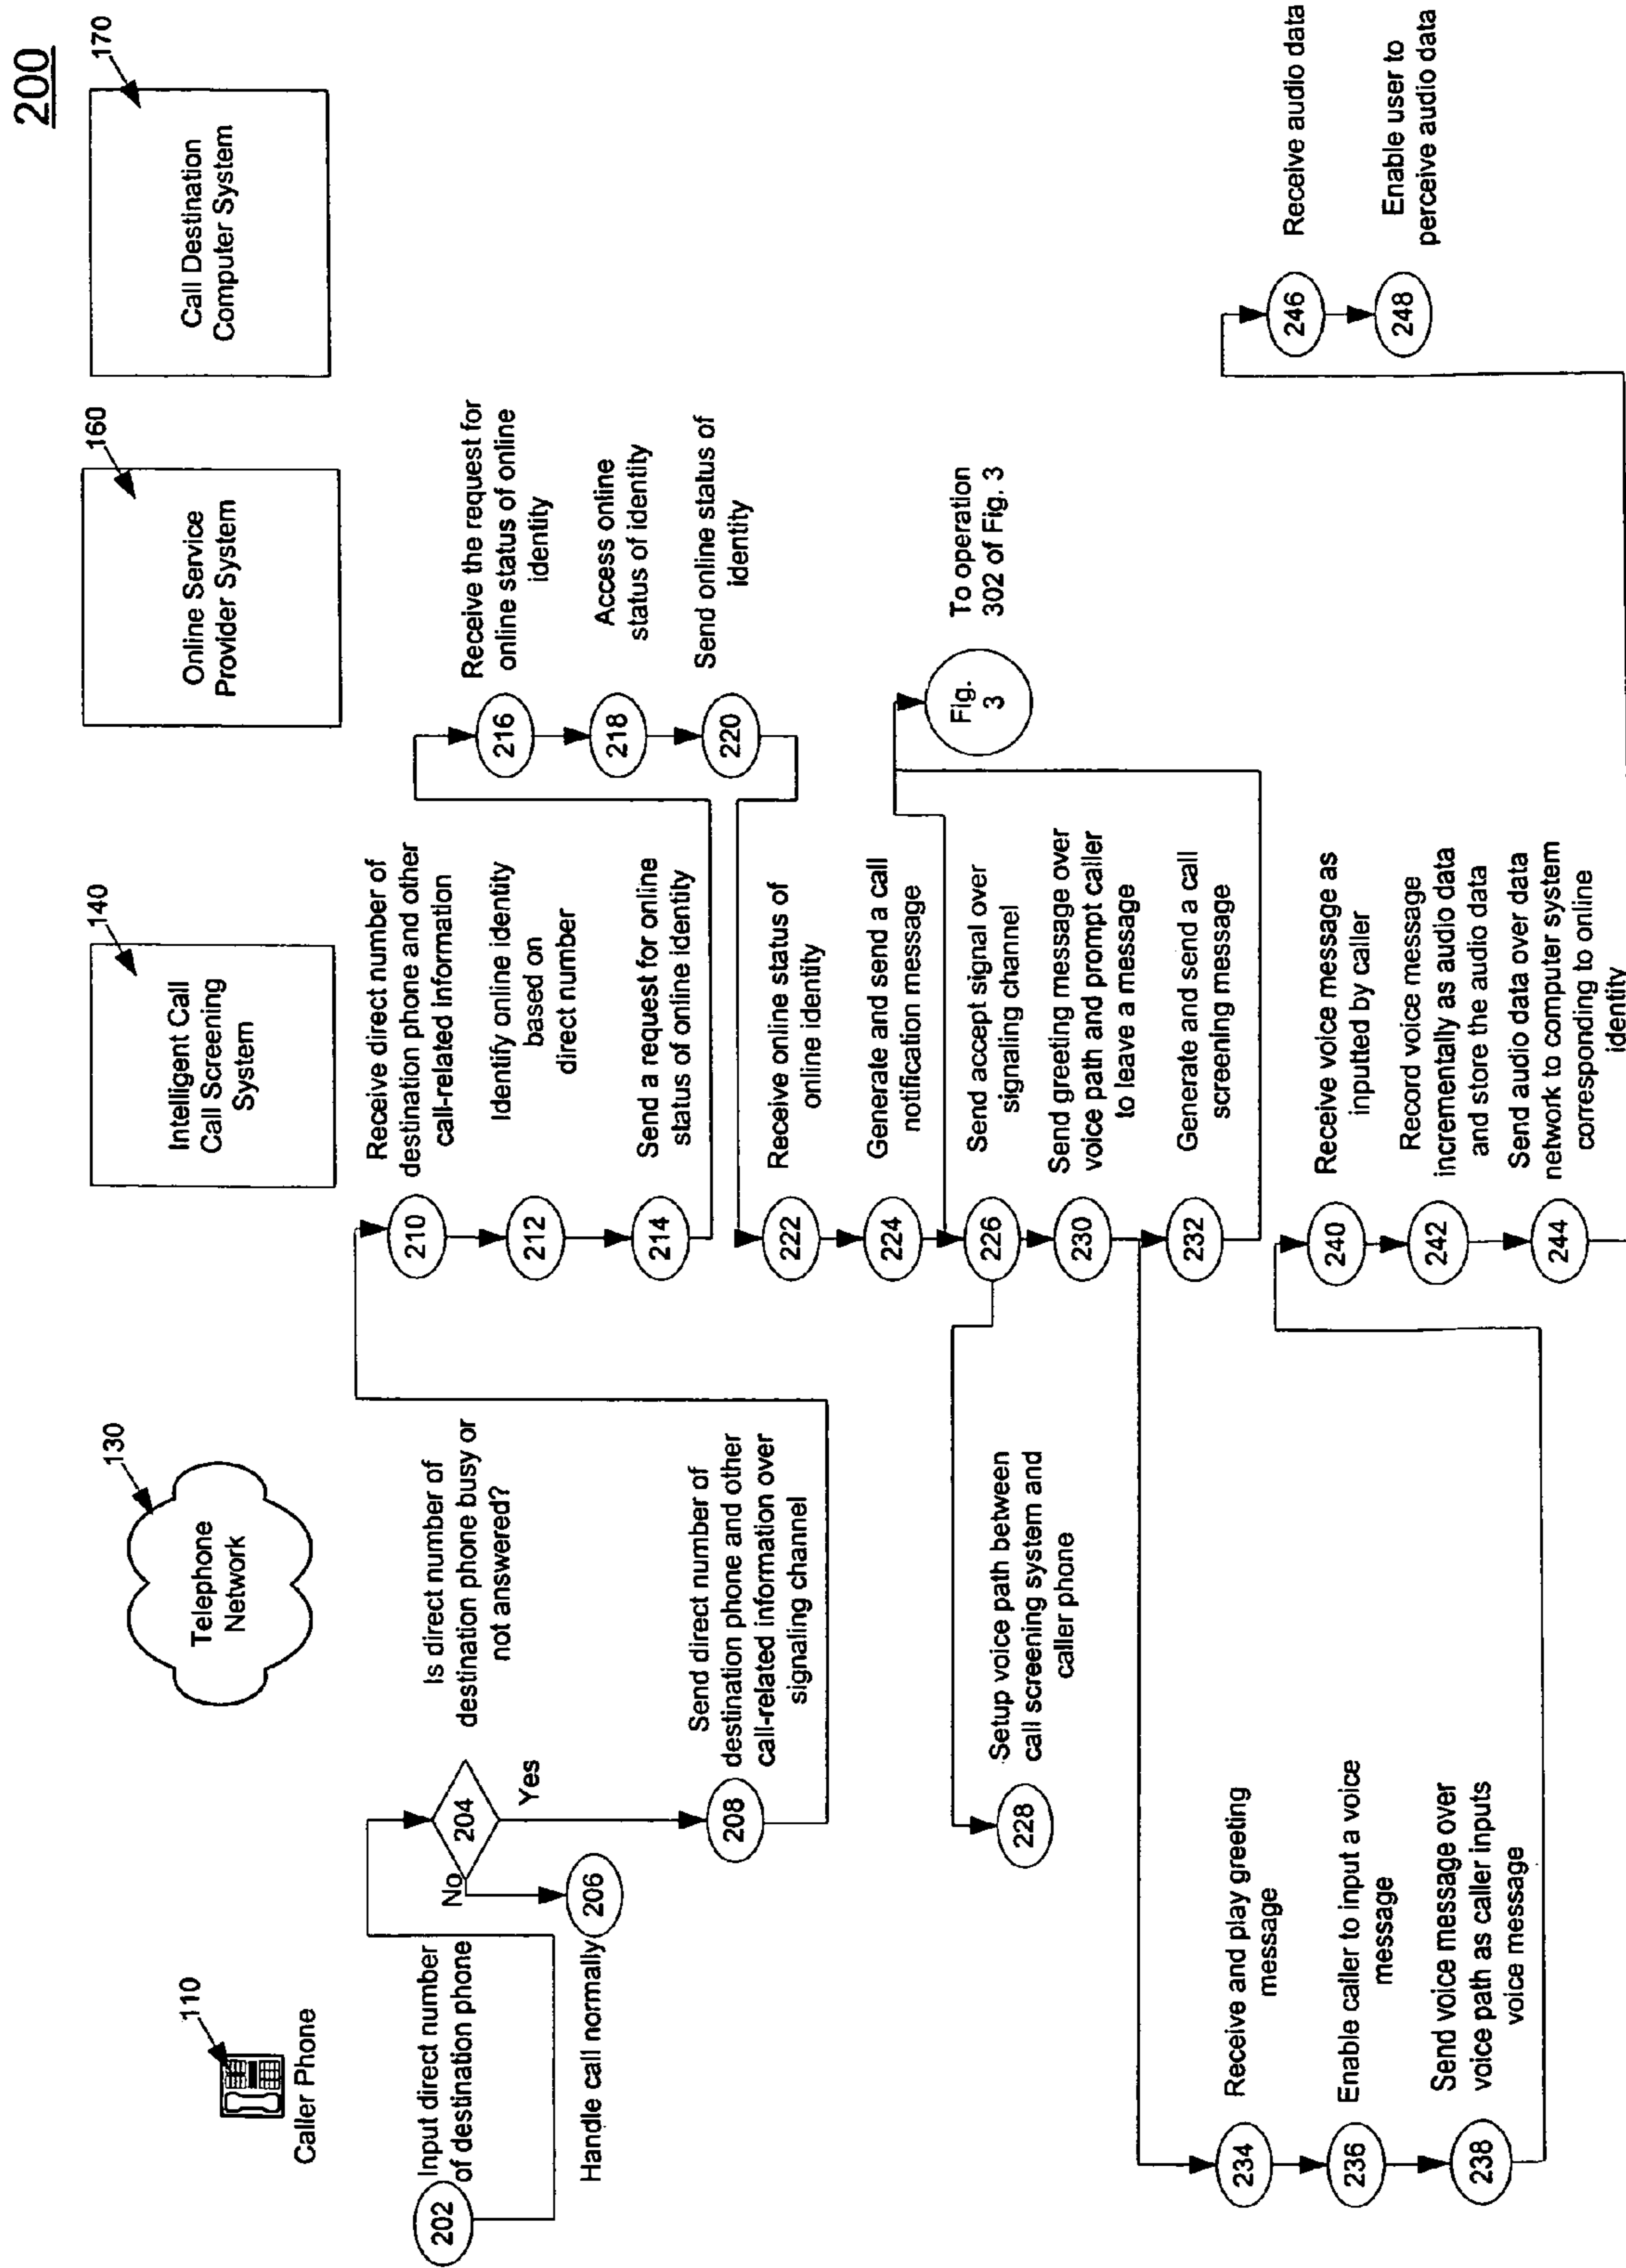 200
110
Caller Phone
130
Telephone
Network
140
Intelligent Call
Call Screening
System
160
Online Service
Provider System
170
Call Destination
Computer System
202
Input direct number
of destination phone
204
Is direct number of
destination phone busy or
not answered?
No
Yes
206
Handle call normally
208
Send direct number of
destination phone and other
call-related information over
signaling channel
210
Receive direct number of
destination phone and other
call-related information
212
Identify online identity
based on
direct number
214
Send a request for online
status of online identity
216
Receive the request for
online status of online
identity
218
Access online
status of identity
220
Send online status of
identity
222
Receive online status of
online identity
224
Generate and send a call
notification message
Fig.
3
To operation
302 of Fig. 3
226
Send accept signal over
signaling channel
228
Setup voice path between
call screening system and
caller phone
230
Send greeting message over
voice path and prompt caller
to leave a message
232
Generate and send a call
screening message
234
Receive and play greeting
message
236
Enable caller to input a voice
message
238
Send voice message over
voice path as caller inputs
voice message
240
Receive voice message as
inputted by caller
242
Record voice message
incrementally as audio data
and store the audio data
244
Send audio data over data
network to computer system
corresponding to online
identity
246
Receive audio data
248
Enable user to
perceive audio data